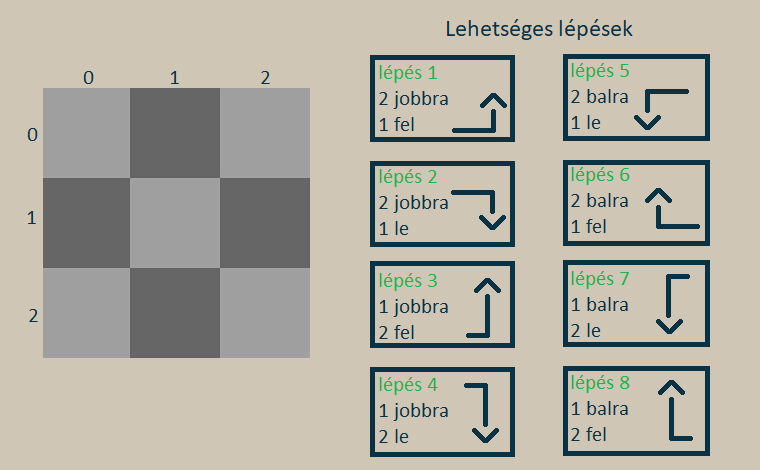 Lehetséges lépések
0 1 2
0
1
2
lépés 1
2 jobbra
1 fel
lépés 2
2 jobbra
1 le
lépés 3
1 jobbra
2 fel
lépés 4
1 jobbra
2 le
lépés 5
2 balra
1 le
lépés 6
2 balra
1 fel
lépés 7
1 balra
2 le
lépés 8
1 balra
2 fel